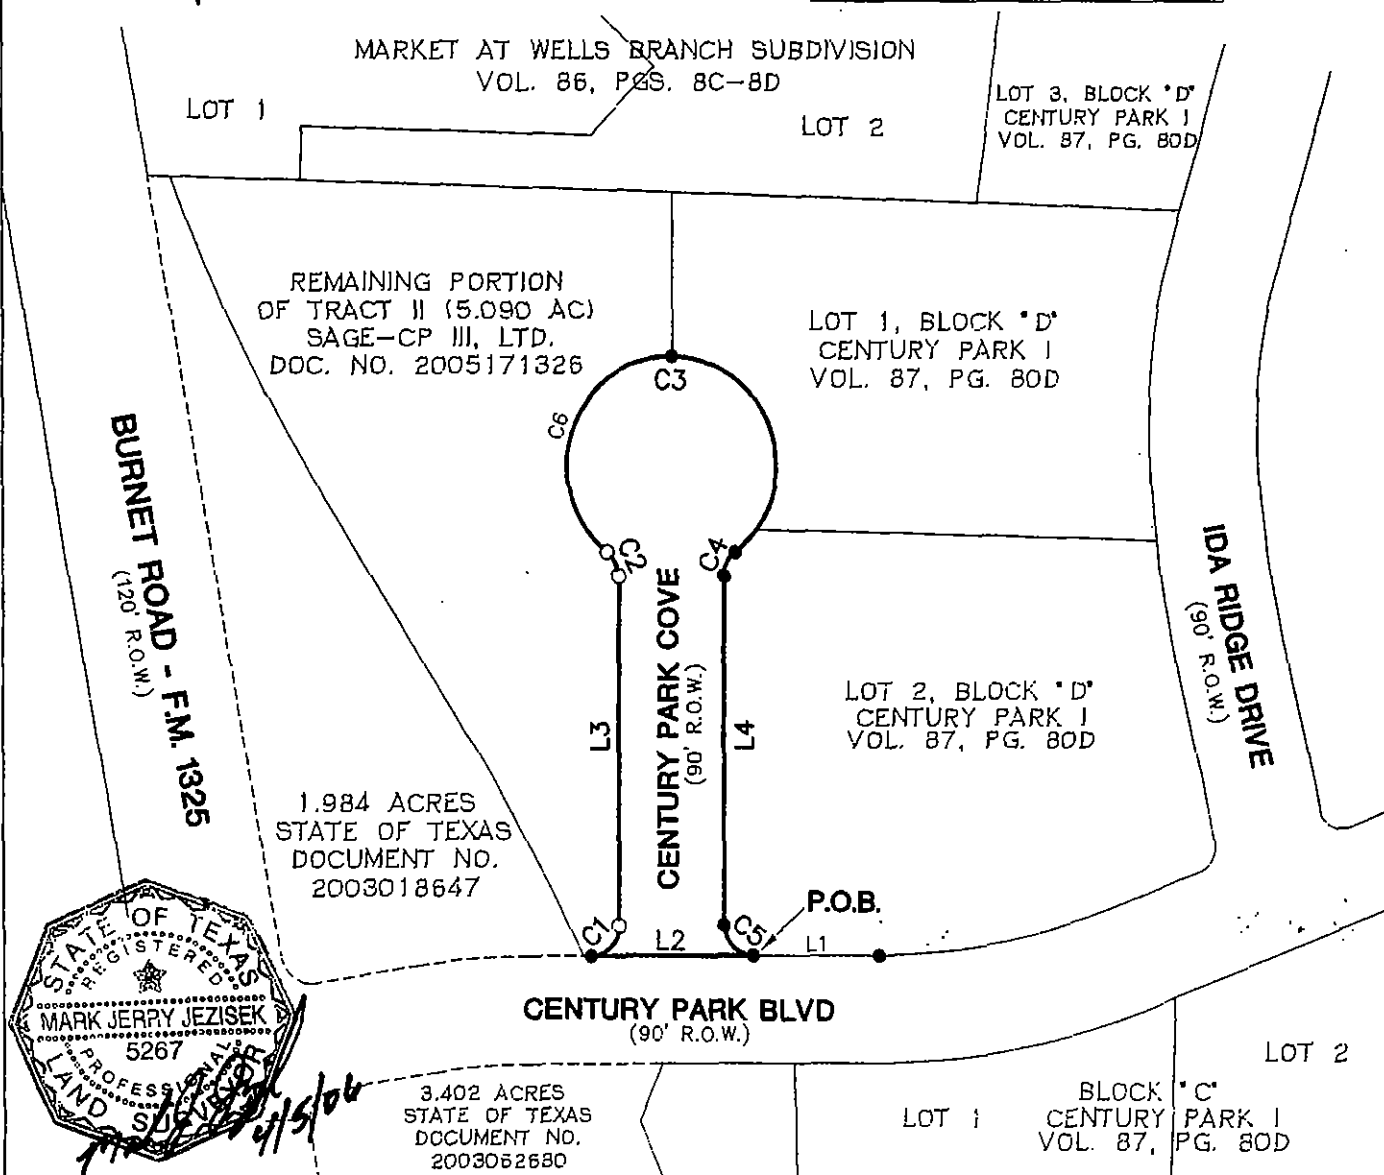 MARKET AT WELLS BRANCH SUBDIVISION
VOL. 86, PGS. 8C-8D
LOT 1
LOT 2
LOT 3, BLOCK "D"
CENTURY PARK I
VOL. 87, PG. 80D
REMAINING PORTION
OF TRACT II (5.090 AC)
SAGE-CP III, LTD.
DOC. NO. 2005171326
LOT 1, BLOCK "D"
CENTURY PARK I
VOL. 87, PG. 80D
C3
C6
BURNET ROAD - F.M. 1325
(120' R.O.W.)
C2
C4
IDA RIDGE DRIVE
(90' R.O.W.)
CENTURY PARK COVE
(90' R.O.W.)
L3
L4
LOT 2, BLOCK "D"
CENTURY PARK I
VOL. 87, PG. 80D
1.984 ACRES
STATE OF TEXAS
DOCUMENT NO.
2003018647
C1
L2
C5
P.O.B.
L1
STATE OF TEXAS
REGISTERED
MARK JERRY JEZISEK
5267
PROFESSIONAL
LAND SURVEYOR
4/5/06
CENTURY PARK BLVD
(90' R.O.W.)
3.402 ACRES
STATE OF TEXAS
DOCUMENT NO.
2003062680
LOT 1
LOT 2
BLOCK "C"
CENTURY PARK I
VOL. 87, PG. 80D